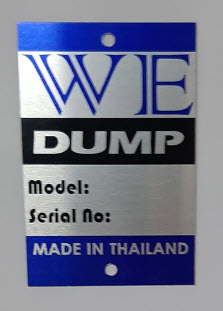 WE
DUMP
Model:
Serial No:
MADE IN THAILAND